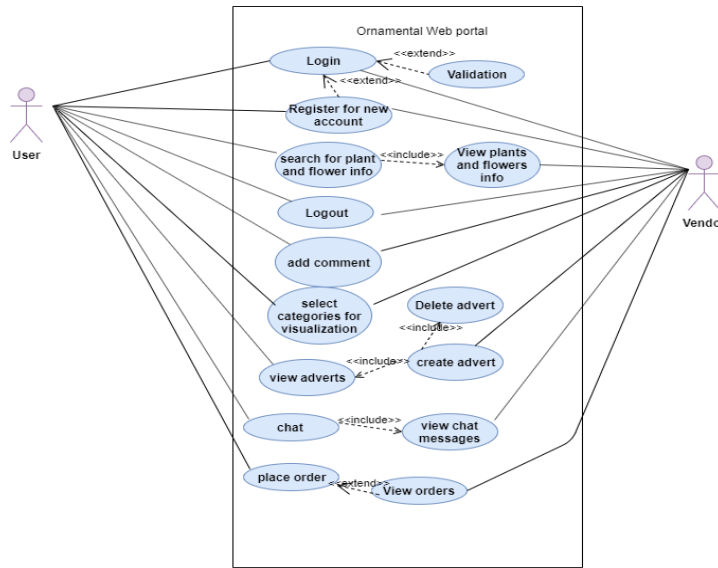 Ornamental Web portal
<<extend>>
Login
Validation
<<extend>>
Register for new
account
User
search for plant
and flower info
<<include>>
View plants
and flowers
info
Vendo
Logout
add comment
select
categories for
visualization
Delete advert
<<include>>
<<include>>
create advert
view adverts
chat
<<include>>
view chat
messages
place order
<<extend>>
View orders